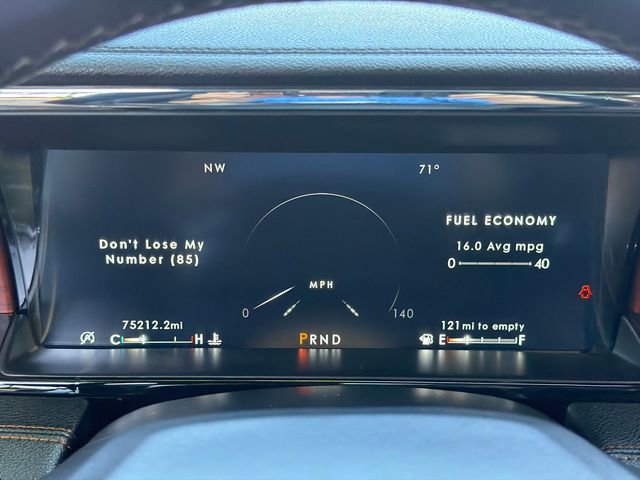 NW
71°
Don't Lose My
Number (85)
FUEL ECONOMY
16.0 Avg mpg
0 40
MPH
0 140
75212.2mi
C H
PRND
121mi to empty
E F